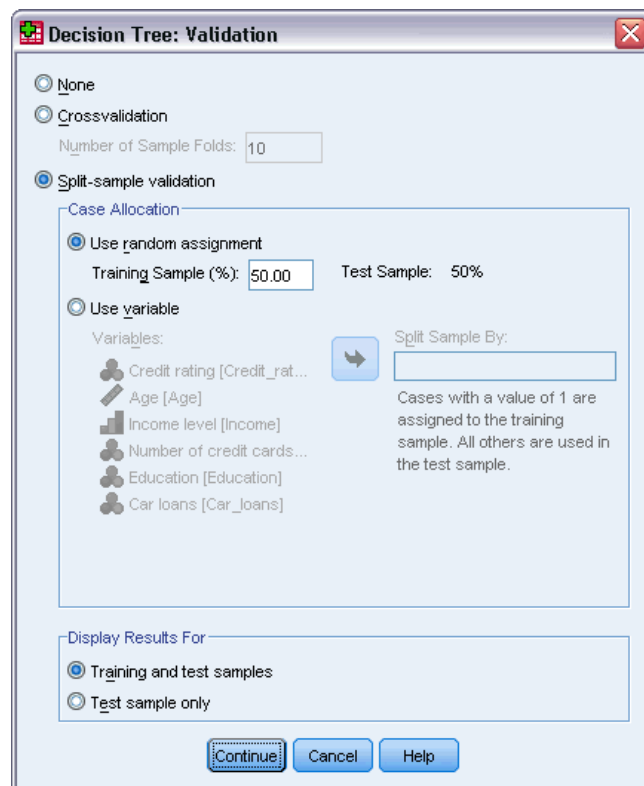 Decision Tree: Validation
None
Crossvalidation
Number of Sample Folds: 10
Split-sample validation
Case Allocation
Use random assignment
Training Sample (%): 50.00 Test Sample: 50%
Use variable
Variables:
Credit rating [Credit_rat...
Age [Age]
Income level [Income]
Number of credit cards...
Education [Education]
Car loans [Car_loans]
Split Sample By:
Cases with a value of 1 are
assigned to the training
sample. All others are used in
the test sample.
Display Results For
Training and test samples
Test sample only
Continue Cancel Help